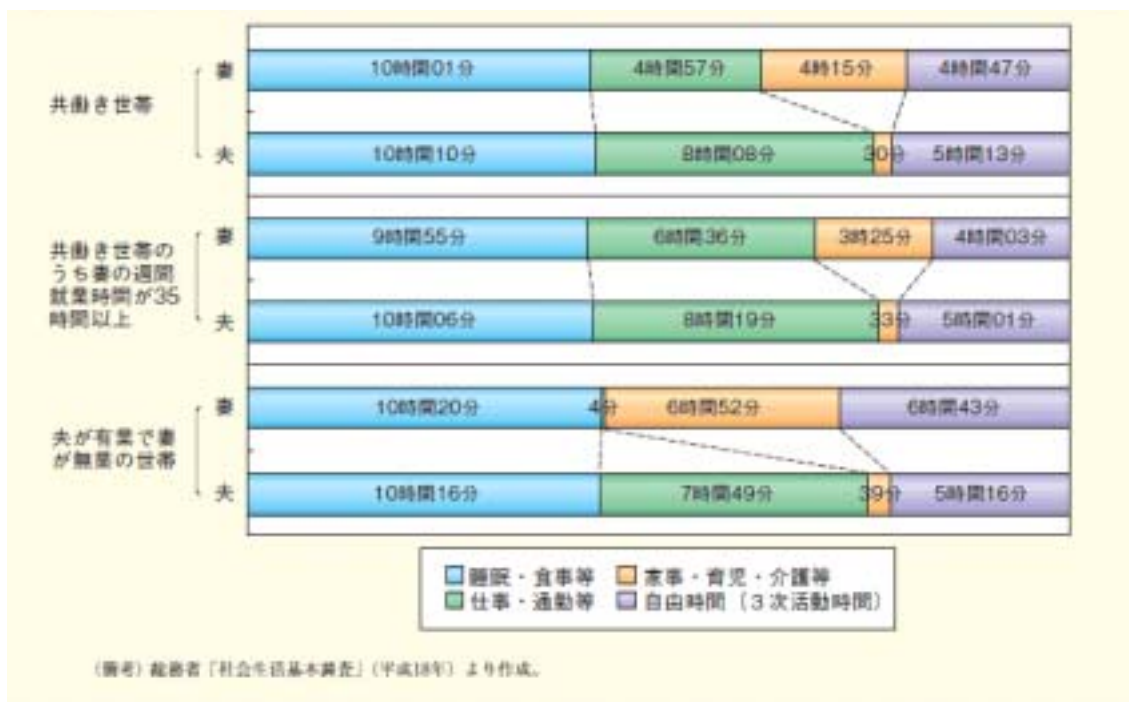 妻
10時間01分 4時間57分 4時15分 4時間47分
共働き世帯
夫
10時間10分 8時間08分 30分 5時間13分
妻
9時間55分 6時間36分 3時25分 4時間03分
共働き世帯の
うち妻の週間
就業時間が35
時間以上
夫
10時間06分 8時間19分 33分 5時間01分
妻
10時間20分 4分 6時間52分 6時間43分
夫が有業で妻
が無業の世帯
夫
10時間16分 7時間49分 39分 5時間16分
睡眠・食事等 家事・育児・介護等
仕事・通勤等 自由時間（3次活動時間）
（備考）総務省「社会生活基本調査」（平成18年）より作成。